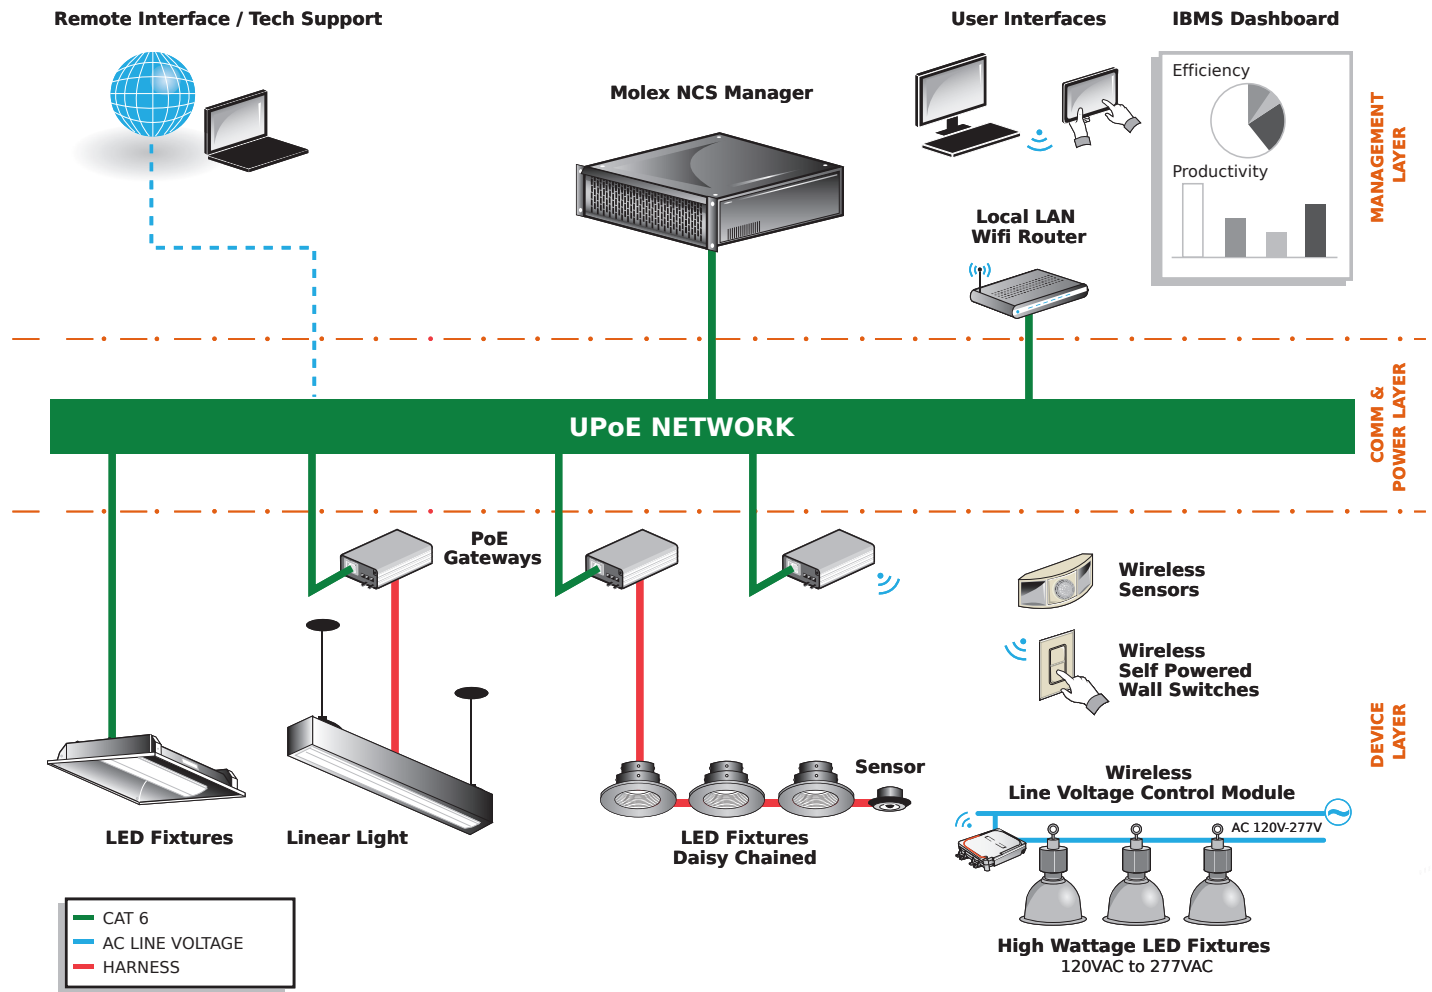 Remote Interface / Tech Support
User Interfaces
IBMS Dashboard
Molex NCS Manager
Efficiency
Productivity
Local LAN
Wifi Router
MANAGEMENT
LAYER
COMM &
POWER LAYER
UPoE NETWORK
PoE
Gateways
Wireless
Sensors
Wireless
Self Powered
Wall Switches
DEVICE
LAYER
Sensor
Wireless
Line Voltage Control Module
AC 120V-277V
LED Fixtures
Linear Light
LED Fixtures
Daisy Chained
High Wattage LED Fixtures
120VAC to 277VAC
CAT 6
AC LINE VOLTAGE
HARNESS